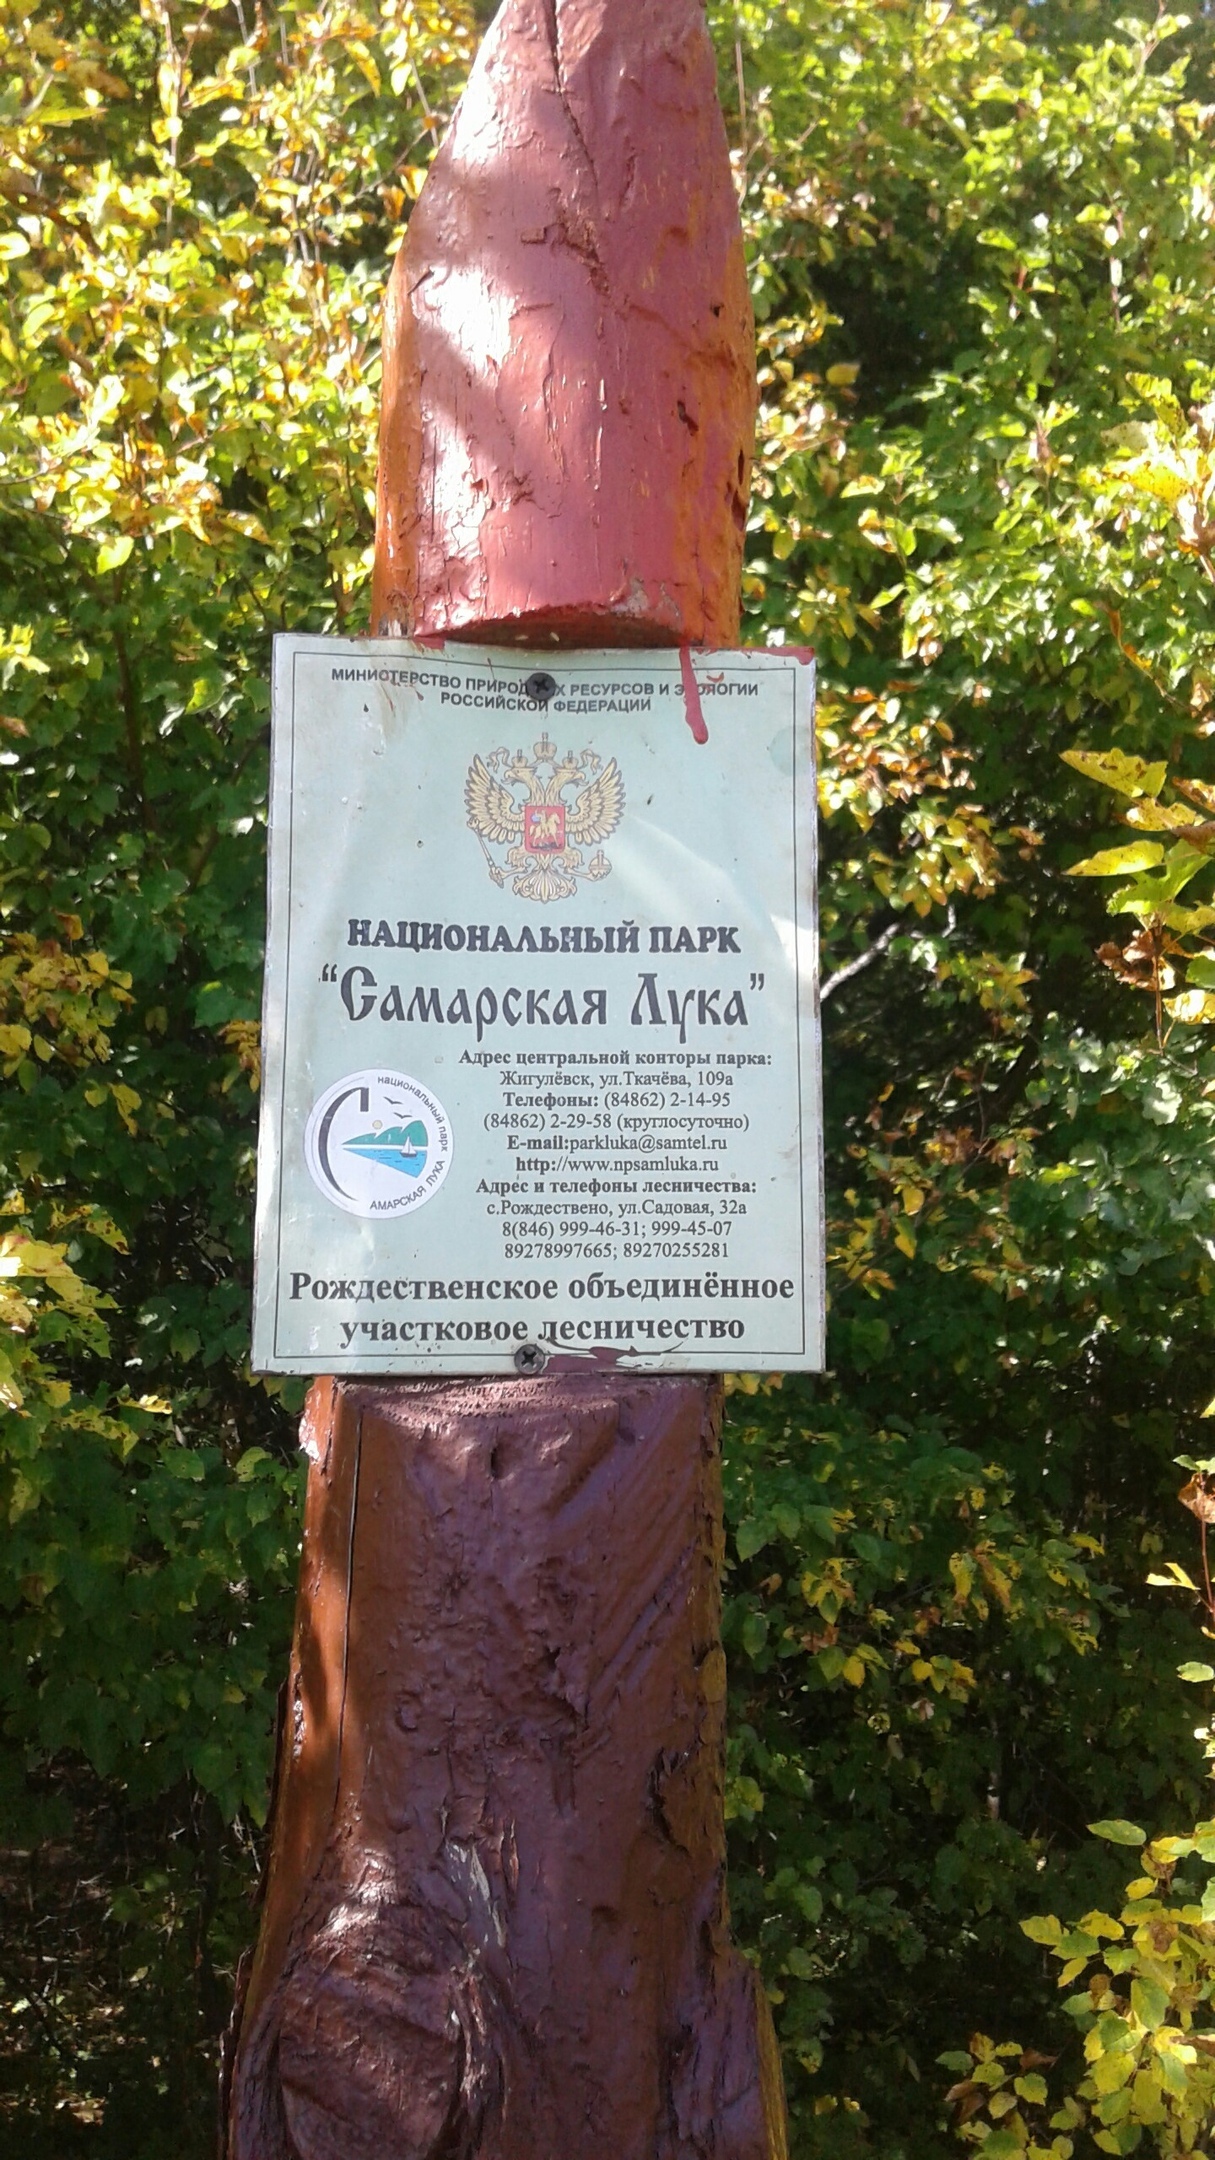 МИНИСТЕРСТВО ПРИРОДНЫХ РЕСУРСОВ И ЭКОЛОГИИ
РОССИЙСКОЙ ФЕДЕРАЦИИ
НАЦИОНАЛЬНЫЙ ПАРК
“Самарская Лука”
Адрес центральной конторы парка:
Жигулёвск, ул.Ткачёва, 109а
Телефоны: (84862) 2-14-95
(84862) 2-29-58 (круглосуточно)
E-mail:parkluka@samtel.ru
http://www.npsamluka.ru
Адрес и телефоны лесничества:
с.Рождествено, ул.Садовая, 32а
8(846) 999-46-31; 999-45-07
89278997665; 89270255281
национальный парк
САМАРСКАЯ ЛУКА
Рождественское объединённое
участковое лесничество